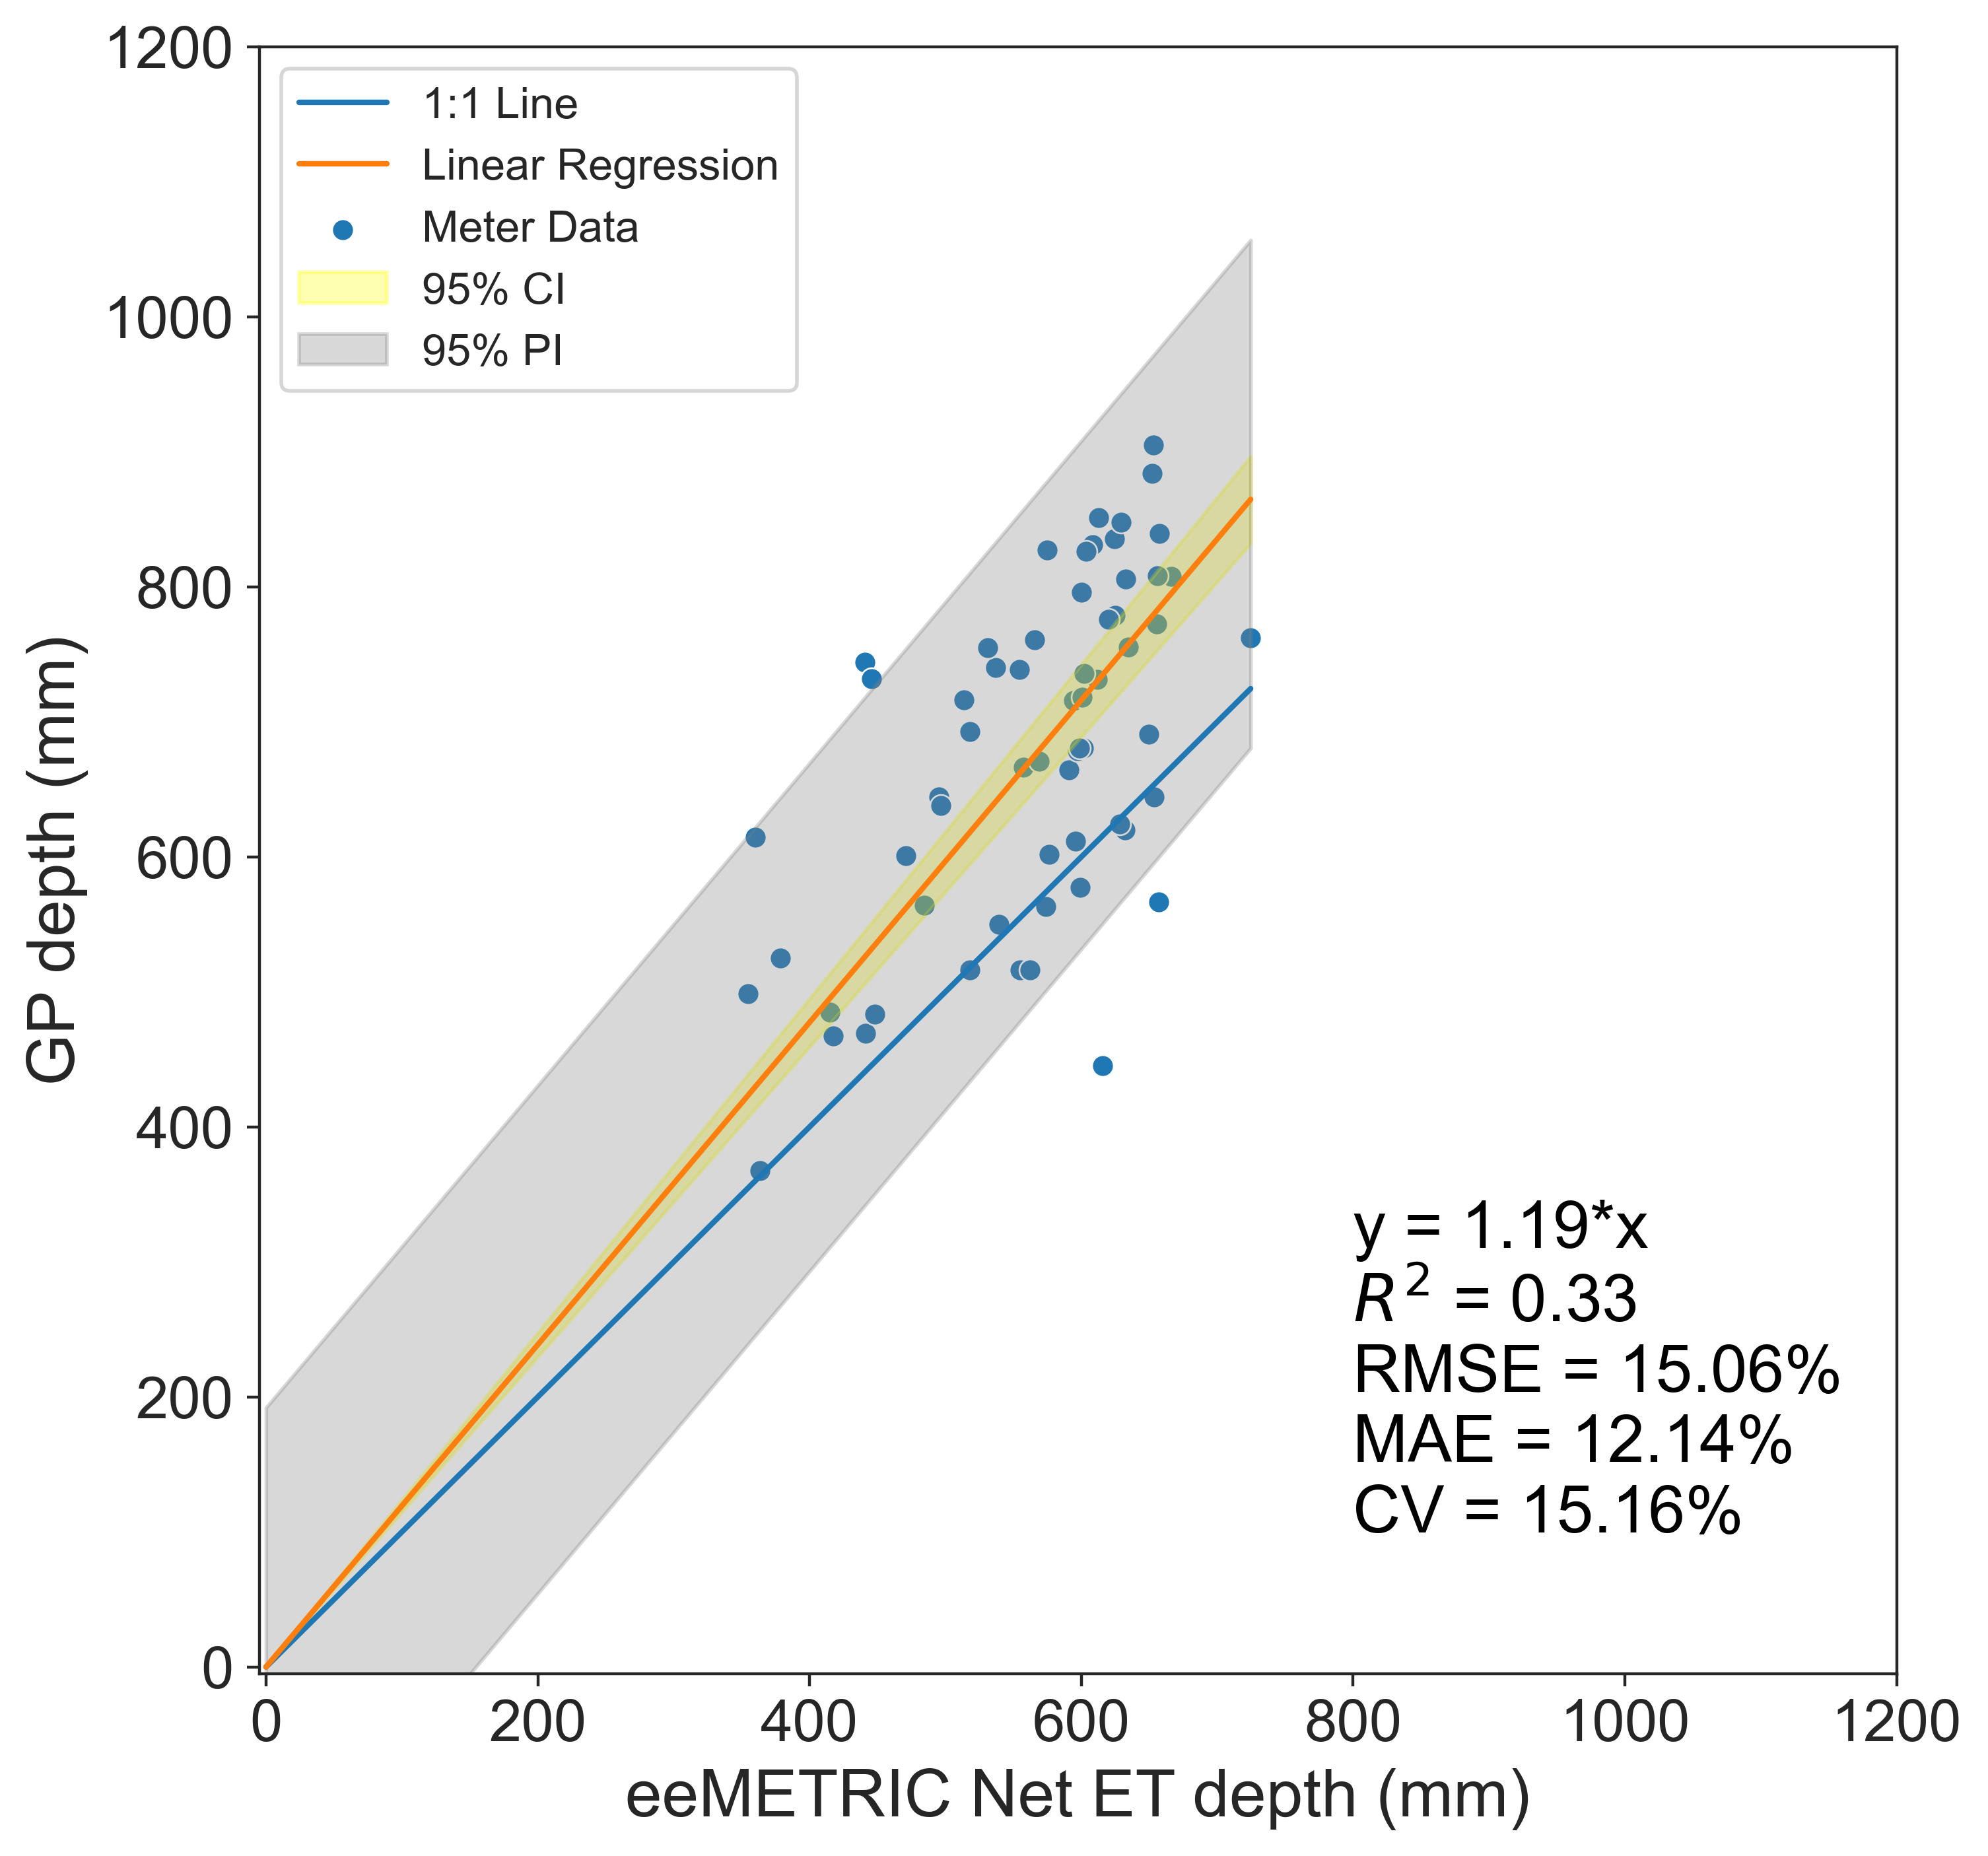 1200
1000
800
600
400
200
0
GP depth (mm)
1:1 Line
Linear Regression
Meter Data
95% CI
95% PI
y = 1.19*x
R² = 0.33
RMSE = 15.06%
MAE = 12.14%
CV = 15.16%
0 200 400 600 800 1000 1200
eeMETRIC Net ET depth (mm)